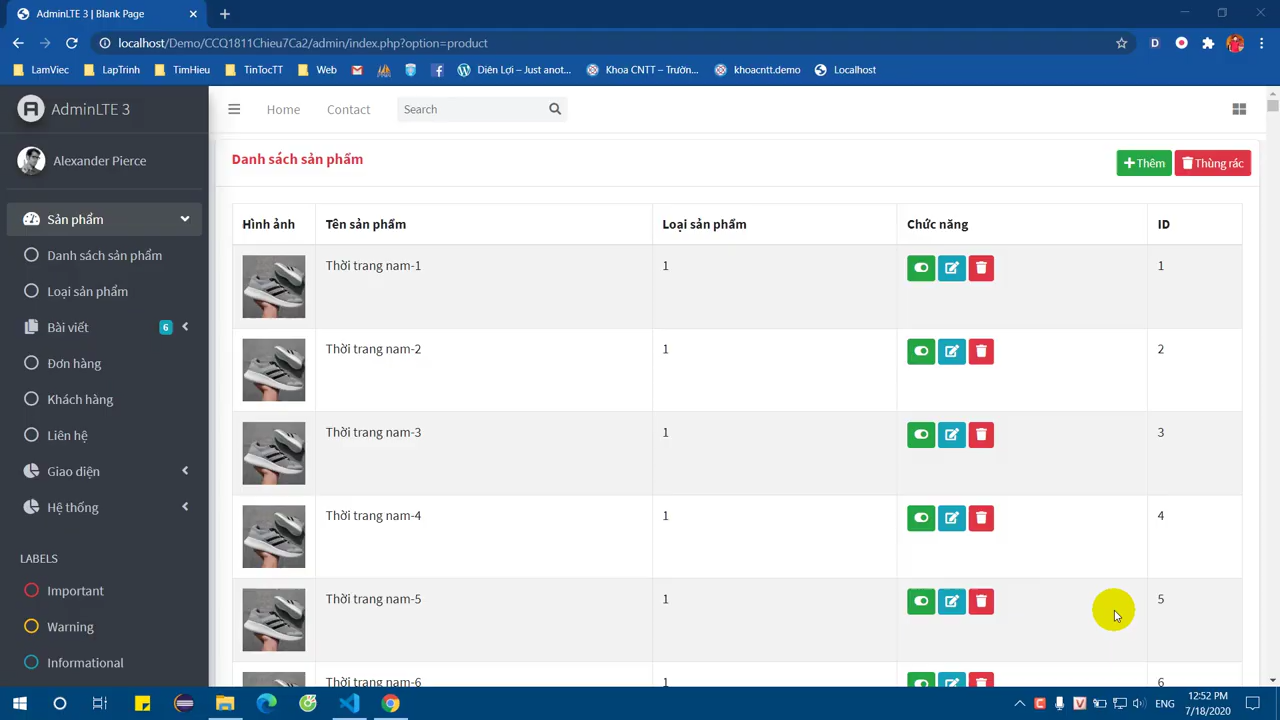 AdminLTE 3 | Blank Page
localhost/Demo/CCQ1811Chieu7Ca2/admin/index.php?option=product
LamViec
LapTrinh
TimHieu
TinTocTT
Web
Diên Lợi – Just anot...
Khoa CNTT – Trườn...
khoacntt.demo
Localhost
AdminLTE 3
Home
Contact
Search
Alexander Pierce
Danh sách sản phẩm
Thêm
Thùng rác
Sản phẩm
Danh sách sản phẩm
Loại sản phẩm
Bài viết 6
Đơn hàng
Khách hàng
Liên hệ
Giao diện
Hệ thống
LABELS
Important
Warning
Informational
Hình ảnh Tên sản phẩm Loại sản phẩm Chức năng ID
Thời trang nam-1 1 1
Thời trang nam-2 1 2
Thời trang nam-3 1 3
Thời trang nam-4 1 4
Thời trang nam-5 1 5
Thời trang nam-6 1 6
ENG
12:52 PM
7/18/2020